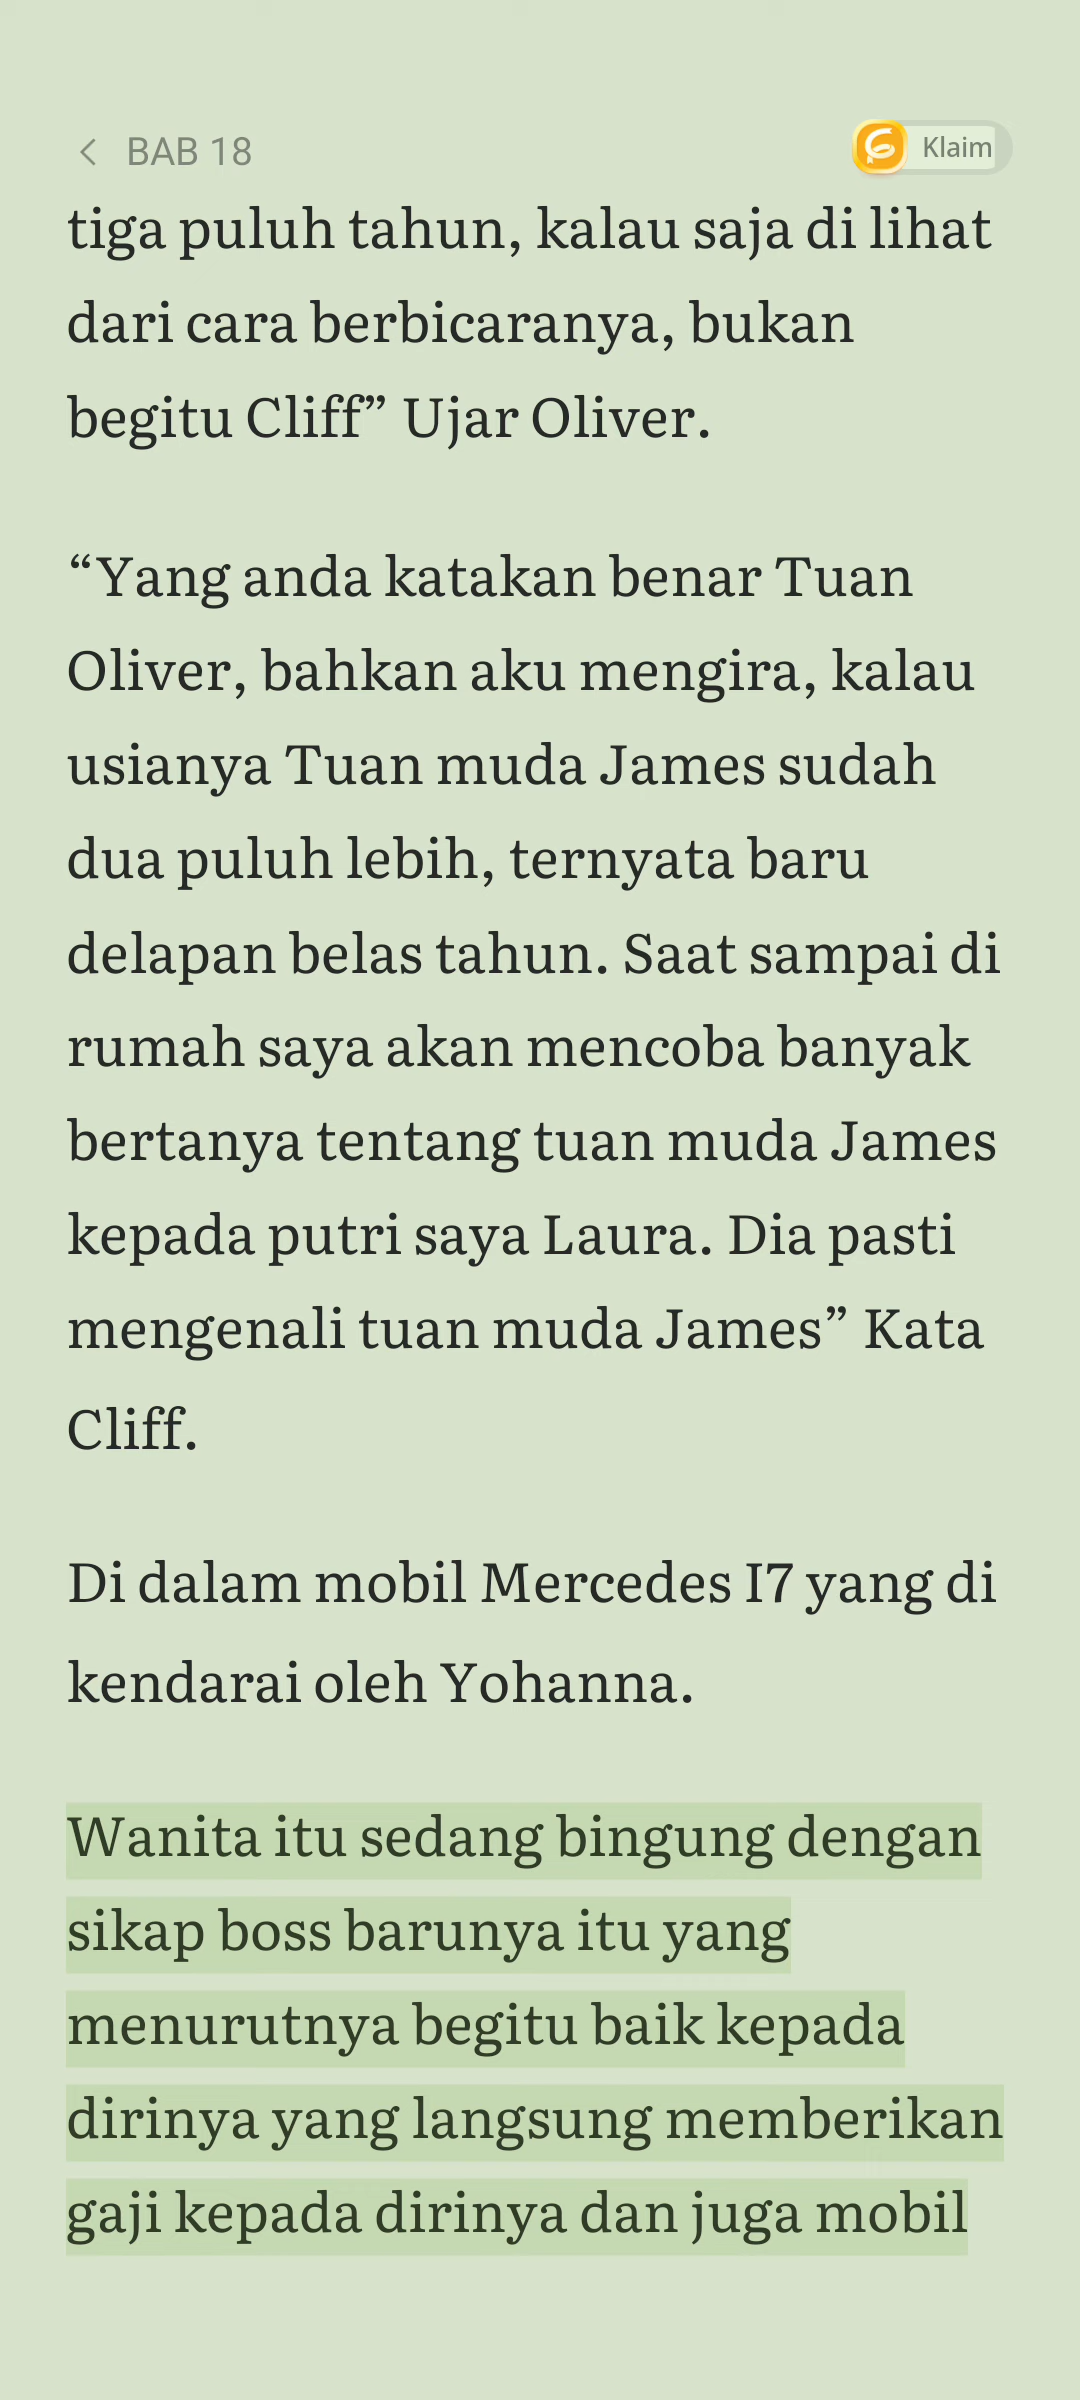 BAB 18
Klaim
tiga puluh tahun, kalau saja di lihat
dari cara berbicaranya, bukan
begitu Cliff” Ujar Oliver.
“Yang anda katakan benar Tuan
Oliver, bahkan aku mengira, kalau
usianya Tuan muda James sudah
dua puluh lebih, ternyata baru
delapan belas tahun. Saat sampai di
rumah saya akan mencoba banyak
bertanya tentang tuan muda James
kepada putri saya Laura. Dia pasti
mengenali tuan muda James” Kata
Cliff.
Di dalam mobil Mercedes I7 yang di
kendarai oleh Yohanna.
Wanita itu sedang bingung dengan
sikap boss barunya itu yang
menurutnya begitu baik kepada
dirinya yang langsung memberikan
gaji kepada dirinya dan juga mobil